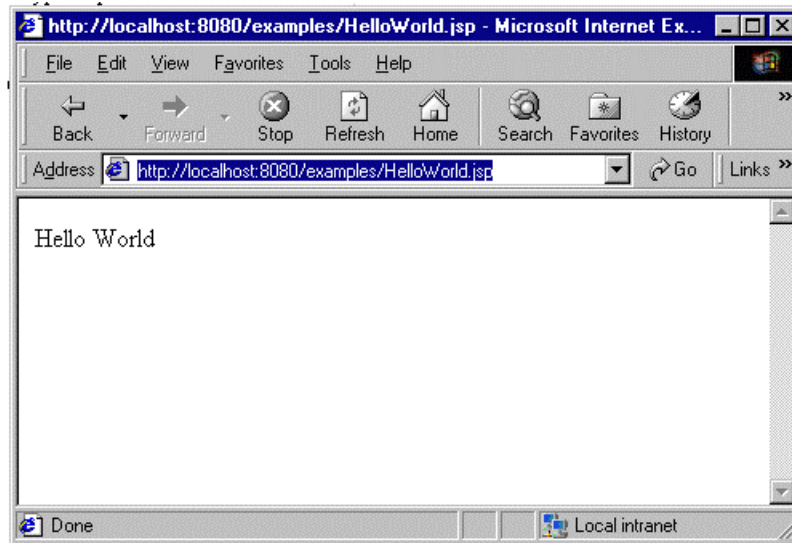 http://localhost:8080/examples/HelloWorld.jsp - Microsoft Internet Ex...
File Edit View Favorites Tools Help
Back Forward Stop Refresh Home Search Favorites History »
Address http://localhost:8080/examples/HelloWorld.jsp Go Links »
Hello World
Done Local intranet